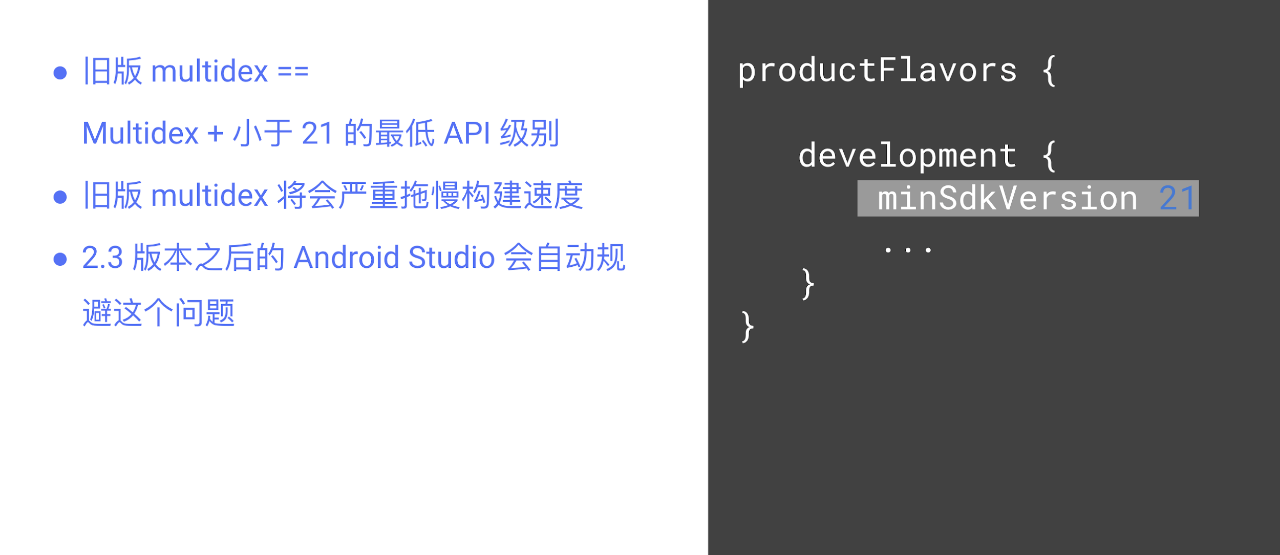 ● 旧版 multidex ==
Multidex + 小于 21 的最低 API 级别
● 旧版 multidex 将会严重拖慢构建速度
● 2.3 版本之后的 Android Studio 会自动规
避这个问题
productFlavors {
development {
minSdkVersion 21
...
}
}